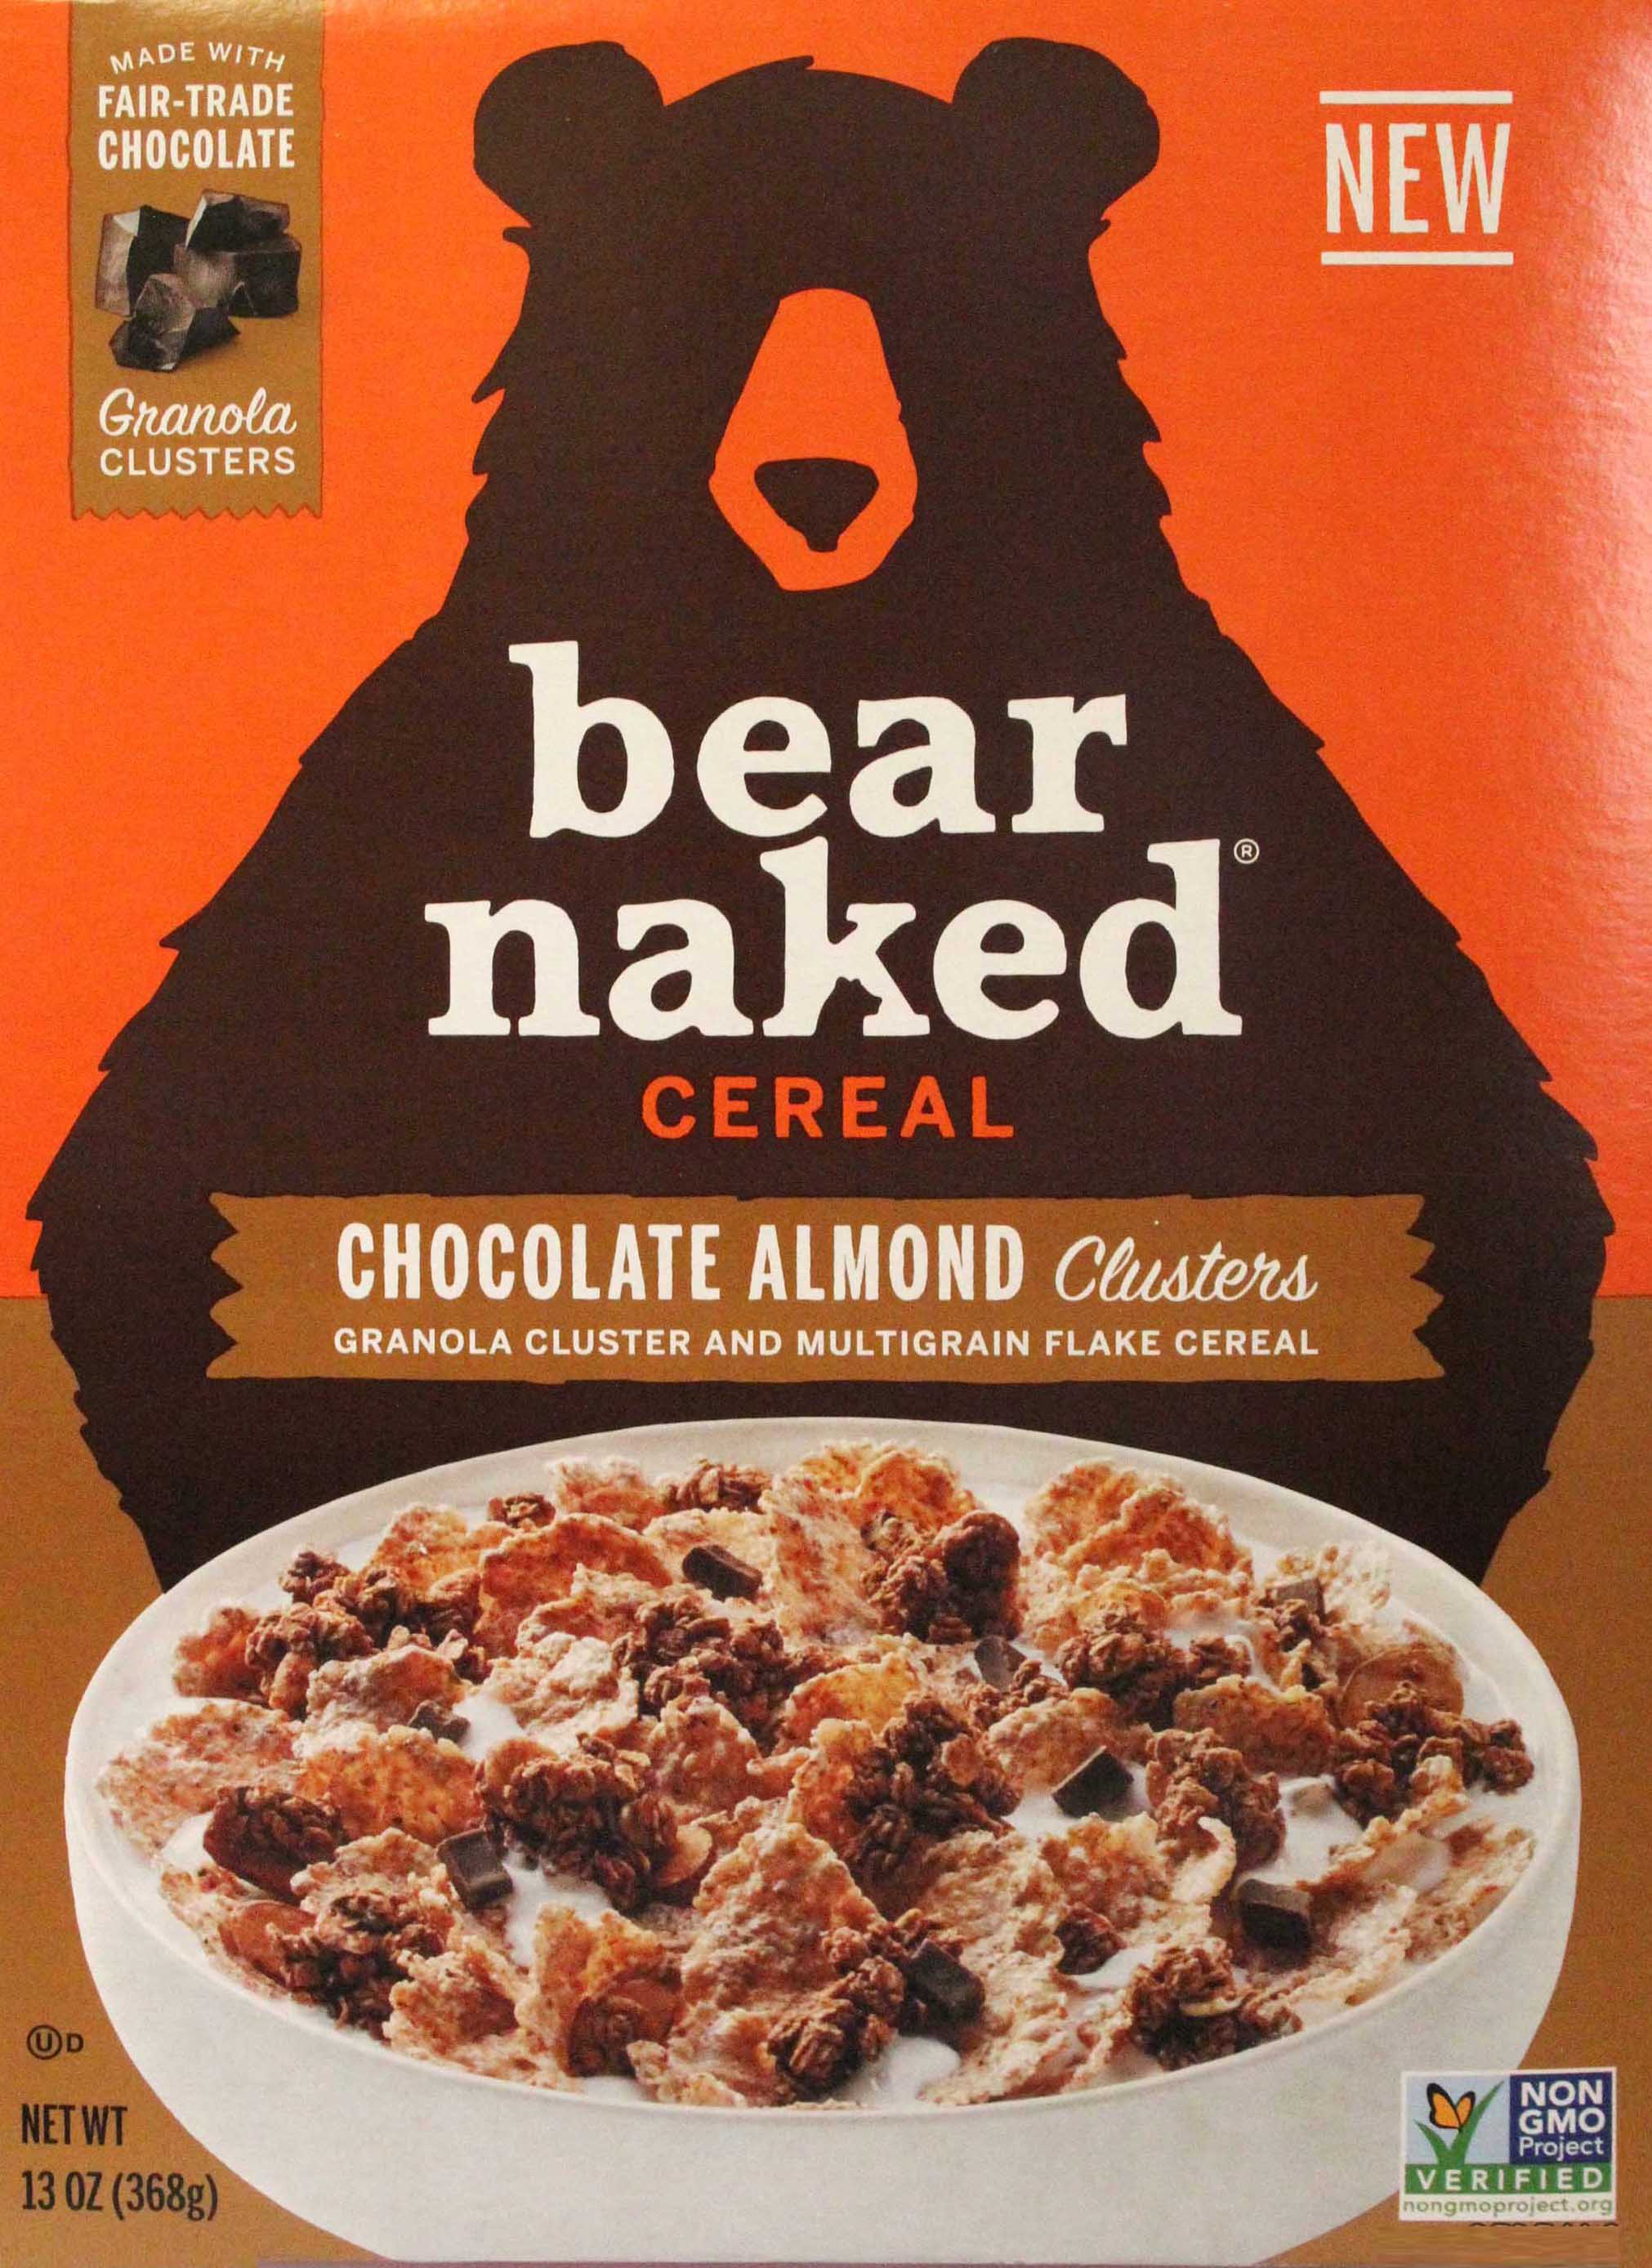 MADE WITH
FAIR-TRADE
CHOCOLATE
Granola
CLUSTERS
NEW
bear
naked®
CEREAL
CHOCOLATE ALMOND Clusters
GRANOLA CLUSTER AND MULTIGRAIN FLAKE CEREAL
Ⓤ D
NET WT
13 OZ (368g)
NON
GMO
Project
VERIFIED
nongmoproject.org